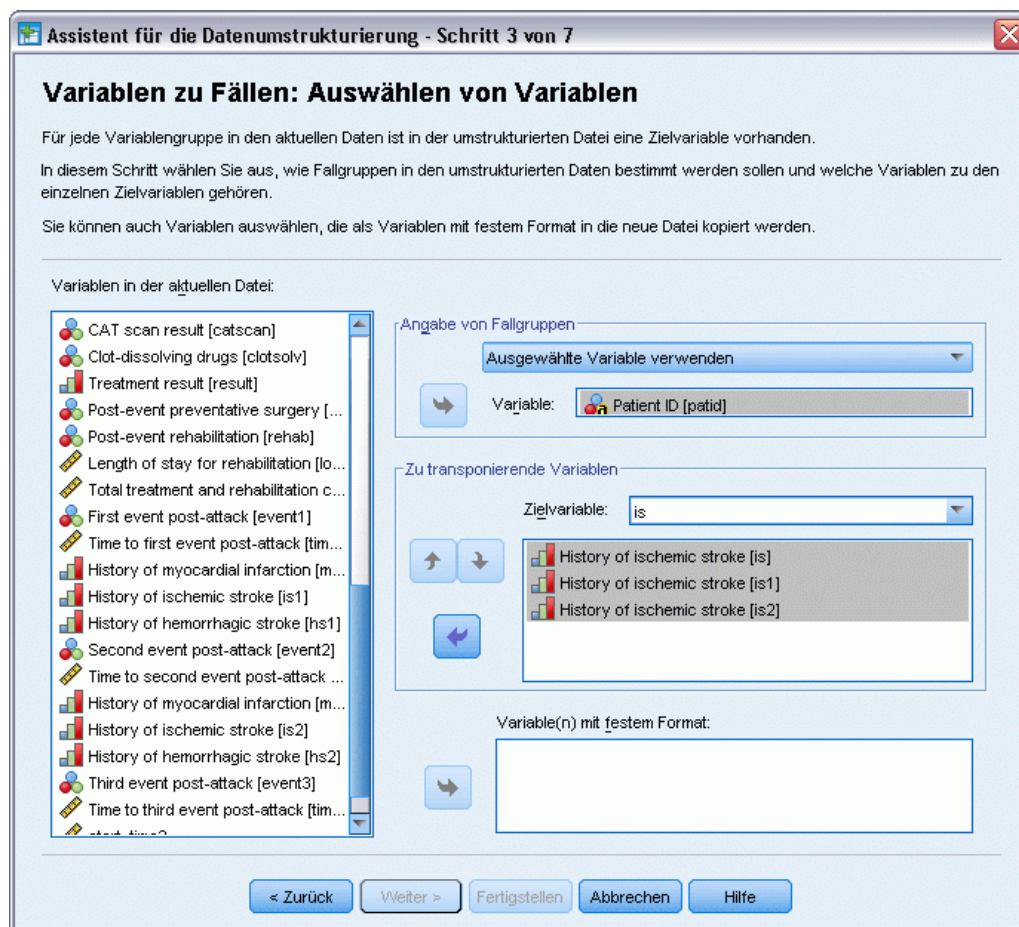 Assistent für die Datenumstrukturierung - Schritt 3 von 7
Variablen zu Fällen: Auswählen von Variablen
Für jede Variablengruppe in den aktuellen Daten ist in der umstrukturierten Datei eine Zielvariable vorhanden.
In diesem Schritt wählen Sie aus, wie Fallgruppen in den umstrukturierten Daten bestimmt werden sollen und welche Variablen zu den
einzelnen Zielvariablen gehören.
Sie können auch Variablen auswählen, die als Variablen mit festem Format in die neue Datei kopiert werden.
Variablen in der aktuellen Datei:
CAT scan result [catscan]
Clot-dissolving drugs [clotsolv]
Treatment result [result]
Post-event preventative surgery [...
Post-event rehabilitation [rehab]
Length of stay for rehabilitation [lo...
Total treatment and rehabilitation c...
First event post-attack [event1]
Time to first event post-attack [tim...
History of myocardial infarction [m...
History of ischemic stroke [is1]
History of hemorrhagic stroke [hs1]
Second event post-attack [event2]
Time to second event post-attack ...
History of myocardial infarction [m...
History of ischemic stroke [is2]
History of hemorrhagic stroke [hs2]
Third event post-attack [event3]
Time to third event post-attack [tim...
Angabe von Fallgruppen
Ausgewählte Variable verwenden
Variable: Patient ID [patid]
Zu transponierende Variablen
Zielvariable: is
History of ischemic stroke [is]
History of ischemic stroke [is1]
History of ischemic stroke [is2]
Variable(n) mit festem Format:
< Zurück Weiter > Fertigstellen Abbrechen Hilfe